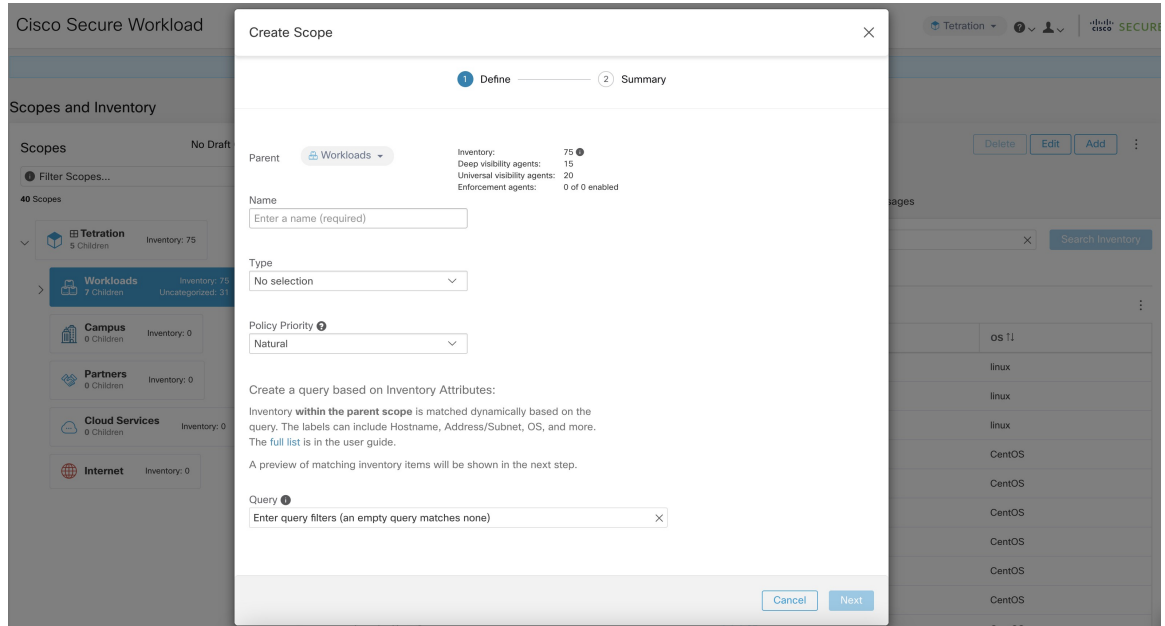 Cisco Secure Workload
Tetration
CISCO SECURE
Scopes and Inventory
Scopes
No Draft
Filter Scopes...
40 Scopes
Tetration
5 Children
Inventory: 75
Workloads
7 Children
Inventory: 75
Uncategorized: 31
Campus
0 Children
Inventory: 0
Partners
0 Children
Inventory: 0
Cloud Services
0 Children
Inventory: 0
Internet
Inventory: 0
Create Scope
1 Define
2 Summary
Parent
Workloads
Inventory: 75
Deep visibility agents: 15
Universal visibility agents: 20
Enforcement agents: 0 of 0 enabled
Name
Enter a name (required)
Type
No selection
Policy Priority
Natural
Create a query based on Inventory Attributes:
Inventory within the parent scope is matched dynamically based on the
query. The labels can include Hostname, Address/Subnet, OS, and more.
The full list is in the user guide.
A preview of matching inventory items will be shown in the next step.
Query
Enter query filters (an empty query matches none)
Cancel
Next
Delete
Edit
Add
ages
Search Inventory
os
linux
linux
linux
CentOS
CentOS
CentOS
CentOS
CentOS
CentOS